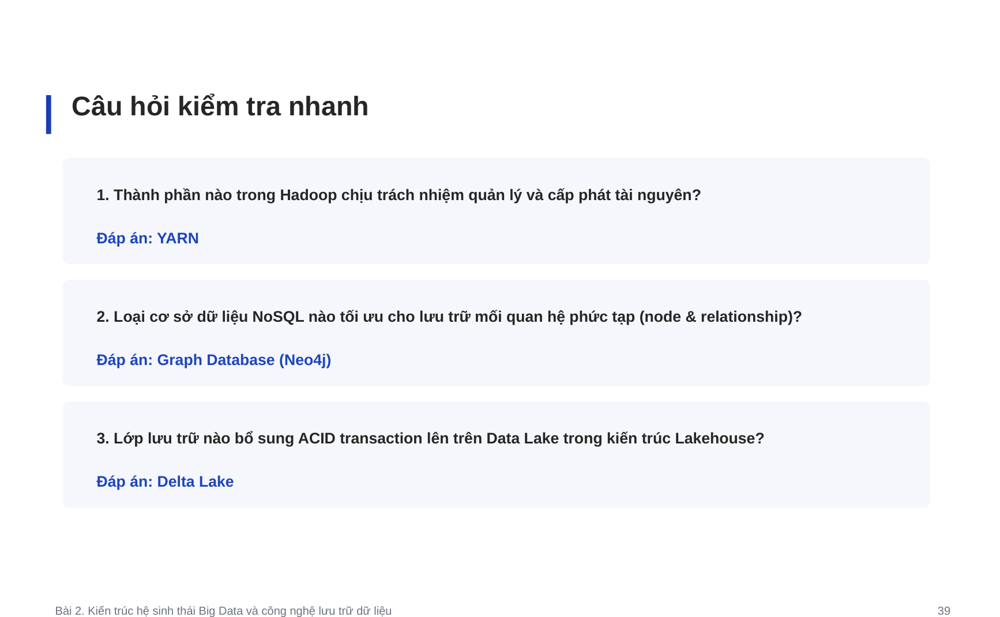 Câu hỏi kiểm tra nhanh
1. Thành phần nào trong Hadoop chịu trách nhiệm quản lý và cấp phát tài nguyên?
Đáp án: YARN
2. Loại cơ sở dữ liệu NoSQL nào tối ưu cho lưu trữ mối quan hệ phức tạp (node & relationship)?
Đáp án: Graph Database (Neo4j)
3. Lớp lưu trữ nào bổ sung ACID transaction lên trên Data Lake trong kiến trúc Lakehouse?
Đáp án: Delta Lake
Bài 2. Kiến trúc hệ sinh thái Big Data và công nghệ lưu trữ dữ liệu
39